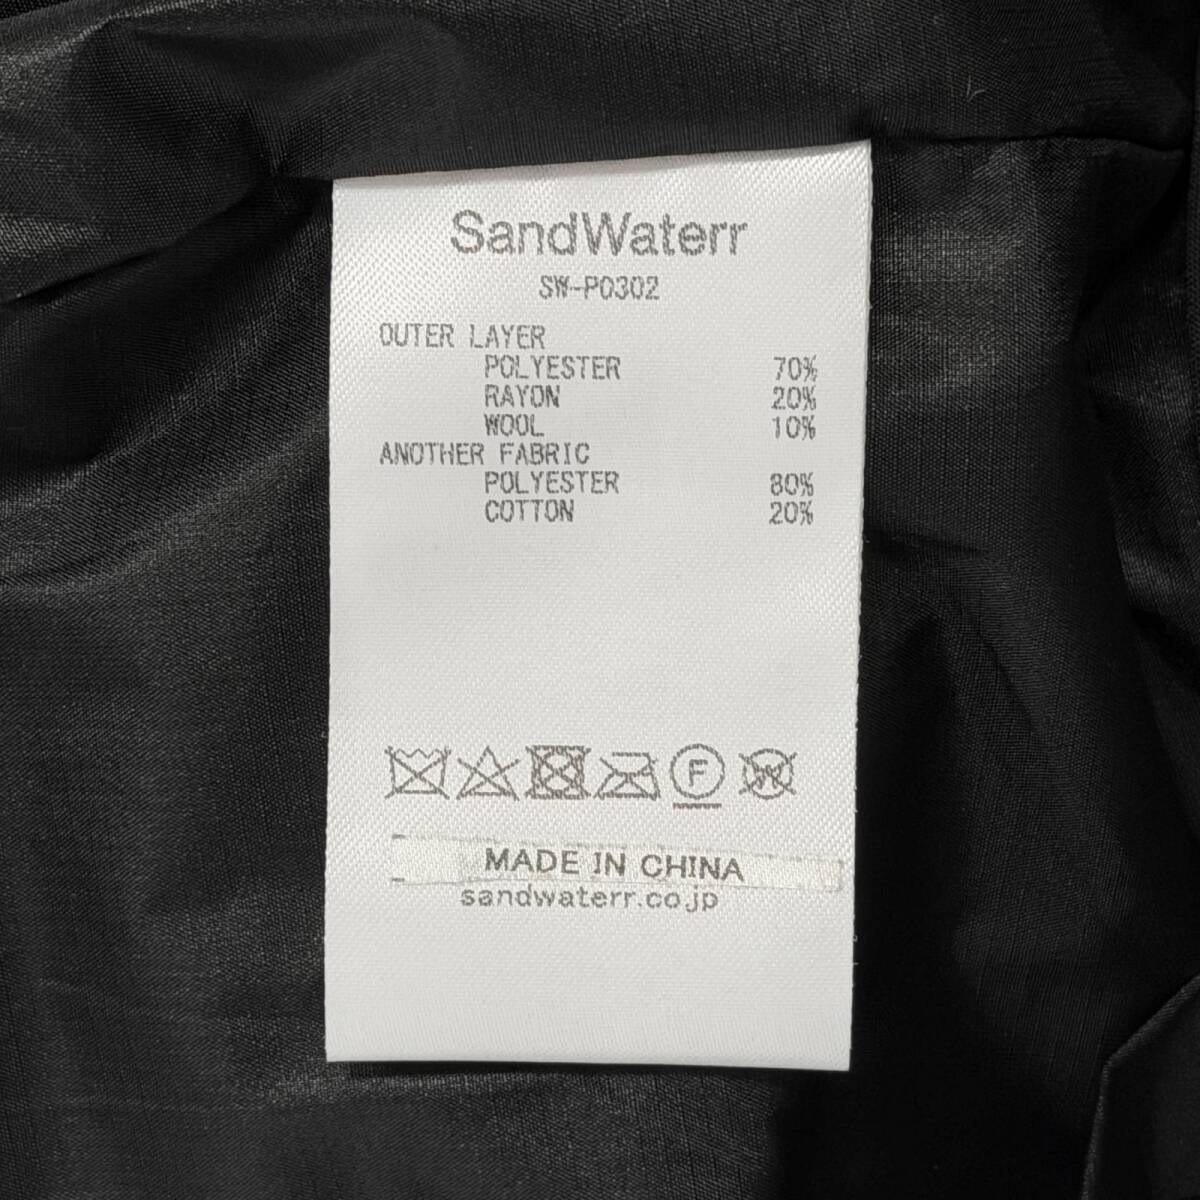 SandWaterr
SW-P0302
OUTER LAYER
POLYESTER 70%
RAYON 20%
WOOL 10%
ANOTHER FABRIC
POLYESTER 80%
COTTON 20%
F W
MADE IN CHINA
sandwaterr.co.jp